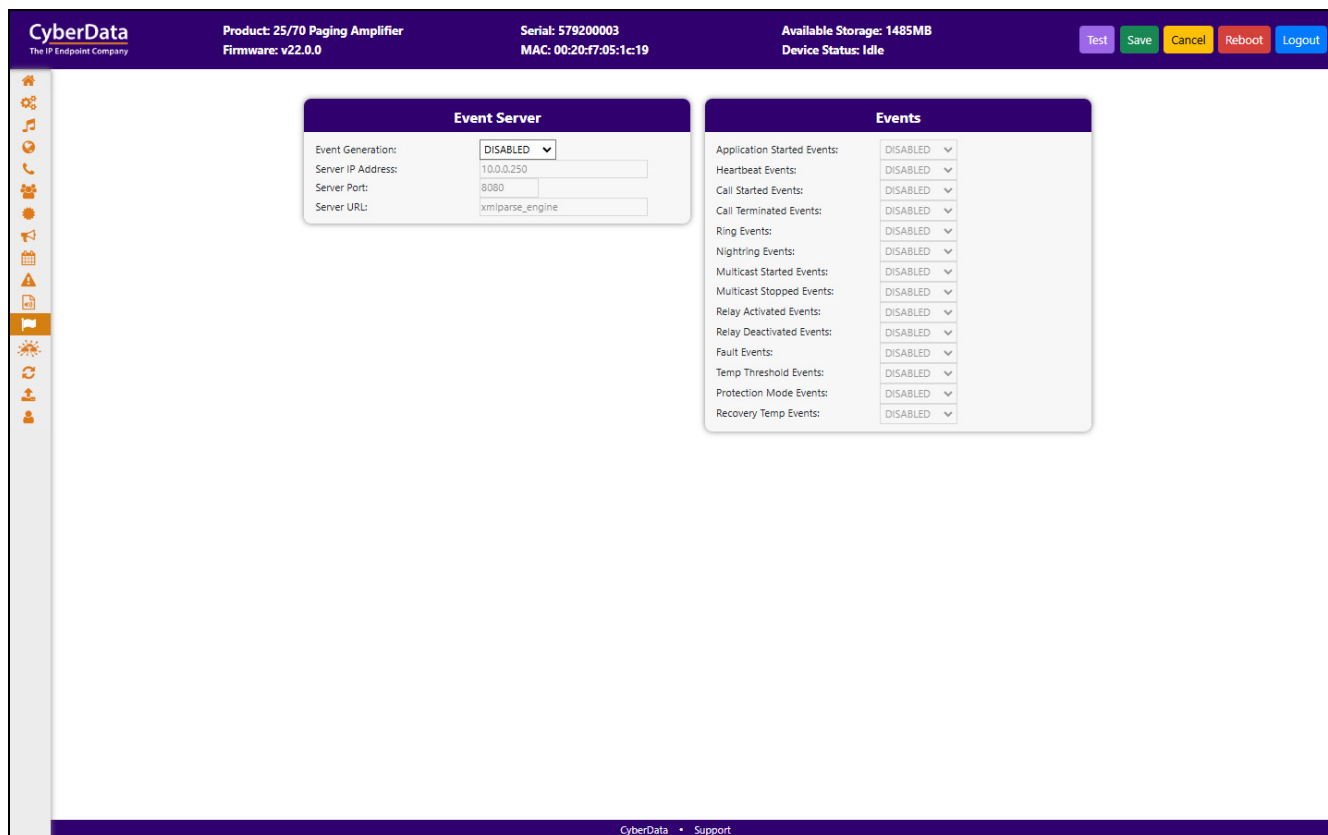 CyberData
The IP Endpoint Company
Product: 25/70 Paging Amplifier
Firmware: v22.0.0
Serial: 579200003
MAC: 00:20:f7:05:1c:19
Available Storage: 1485MB
Device Status: Idle
Test Save Cancel Reboot Logout
Event Server
Event Generation: DISABLED
Server IP Address: 10.0.0.250
Server Port: 8080
Server URL: xmlparse_engine
Events
Application Started Events: DISABLED
Heartbeat Events: DISABLED
Call Started Events: DISABLED
Call Terminated Events: DISABLED
Ring Events: DISABLED
Nightring Events: DISABLED
Multicast Started Events: DISABLED
Multicast Stopped Events: DISABLED
Relay Activated Events: DISABLED
Relay Deactivated Events: DISABLED
Fault Events: DISABLED
Temp Threshold Events: DISABLED
Protection Mode Events: DISABLED
Recovery Temp Events: DISABLED
CyberData • Support